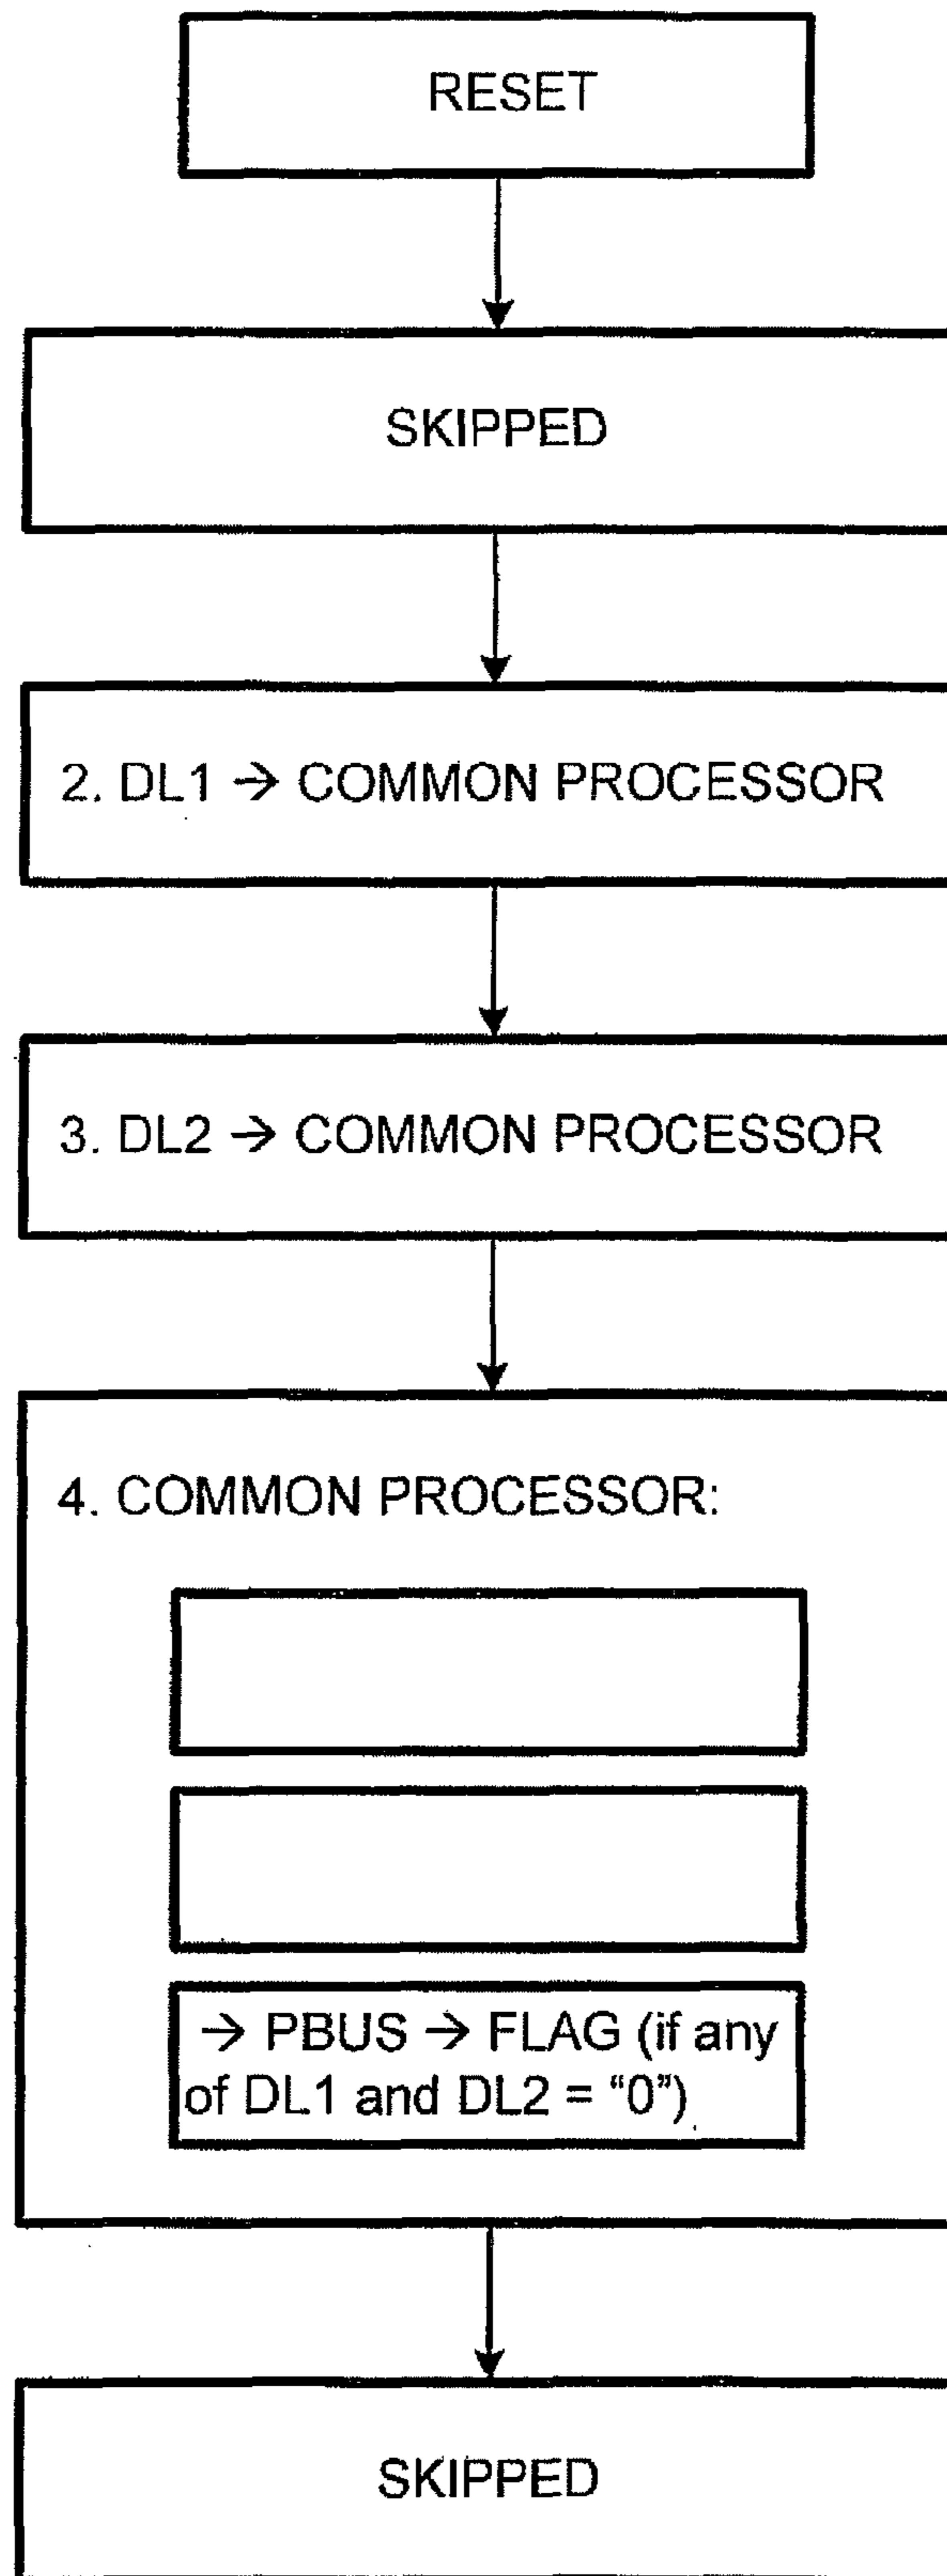 RESET
SKIPPED
2. DL1 → COMMON PROCESSOR
3. DL2 → COMMON PROCESSOR
4. COMMON PROCESSOR:
→ PBUS → FLAG (if any
of DL1 and DL2 = “0”)
SKIPPED